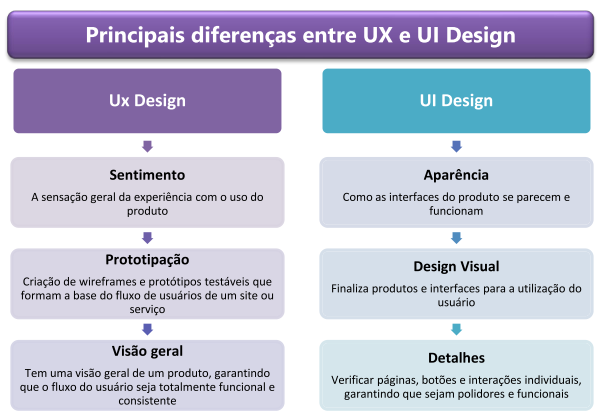 Principais diferenças entre UX e UI Design
Ux Design
Sentimento
A sensação geral da experiência com o uso do
produto
Prototipação
Criação de wireframes e protótipos testáveis que
formam a base do fluxo de usuários de um site ou
serviço
Visão geral
Tem uma visão geral de um produto, garantindo
que o fluxo do usuário seja totalmente funcional e
consistente
UI Design
Aparência
Como as interfaces do produto se parecem e
funcionam
Design Visual
Finaliza produtos e interfaces para a utilização do
usuário
Detalhes
Verificar páginas, botões e interações individuais,
garantindo que sejam polidores e funcionais